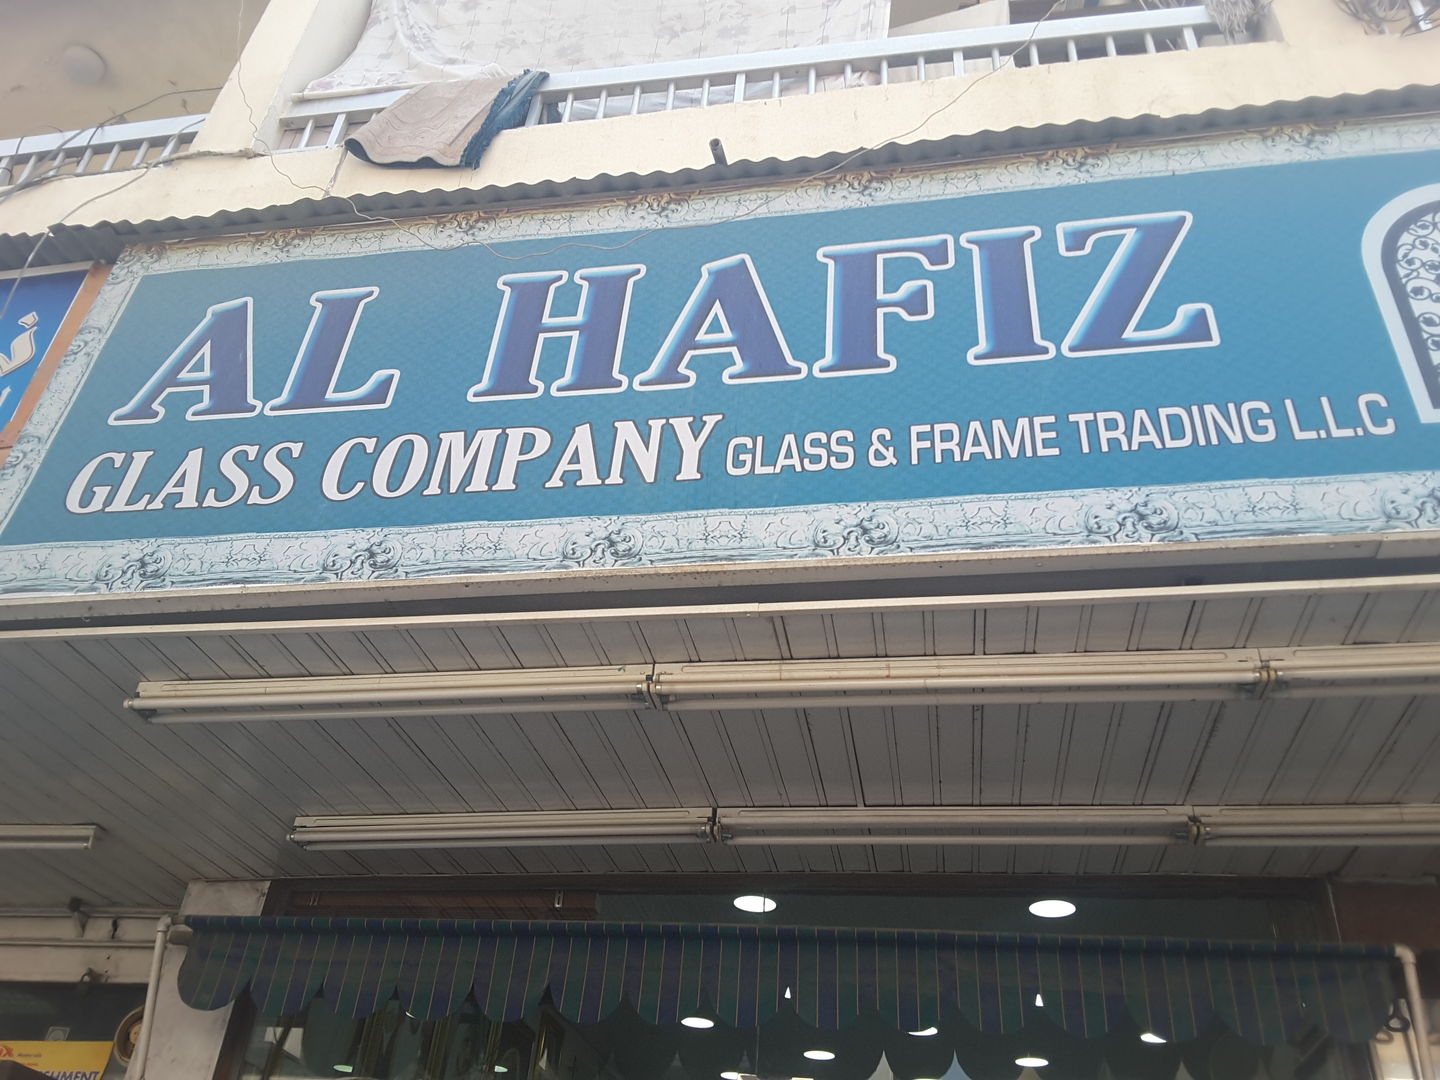 AL HAFIZ
GLASS COMPANY GLASS & FRAME TRADING L.L.C